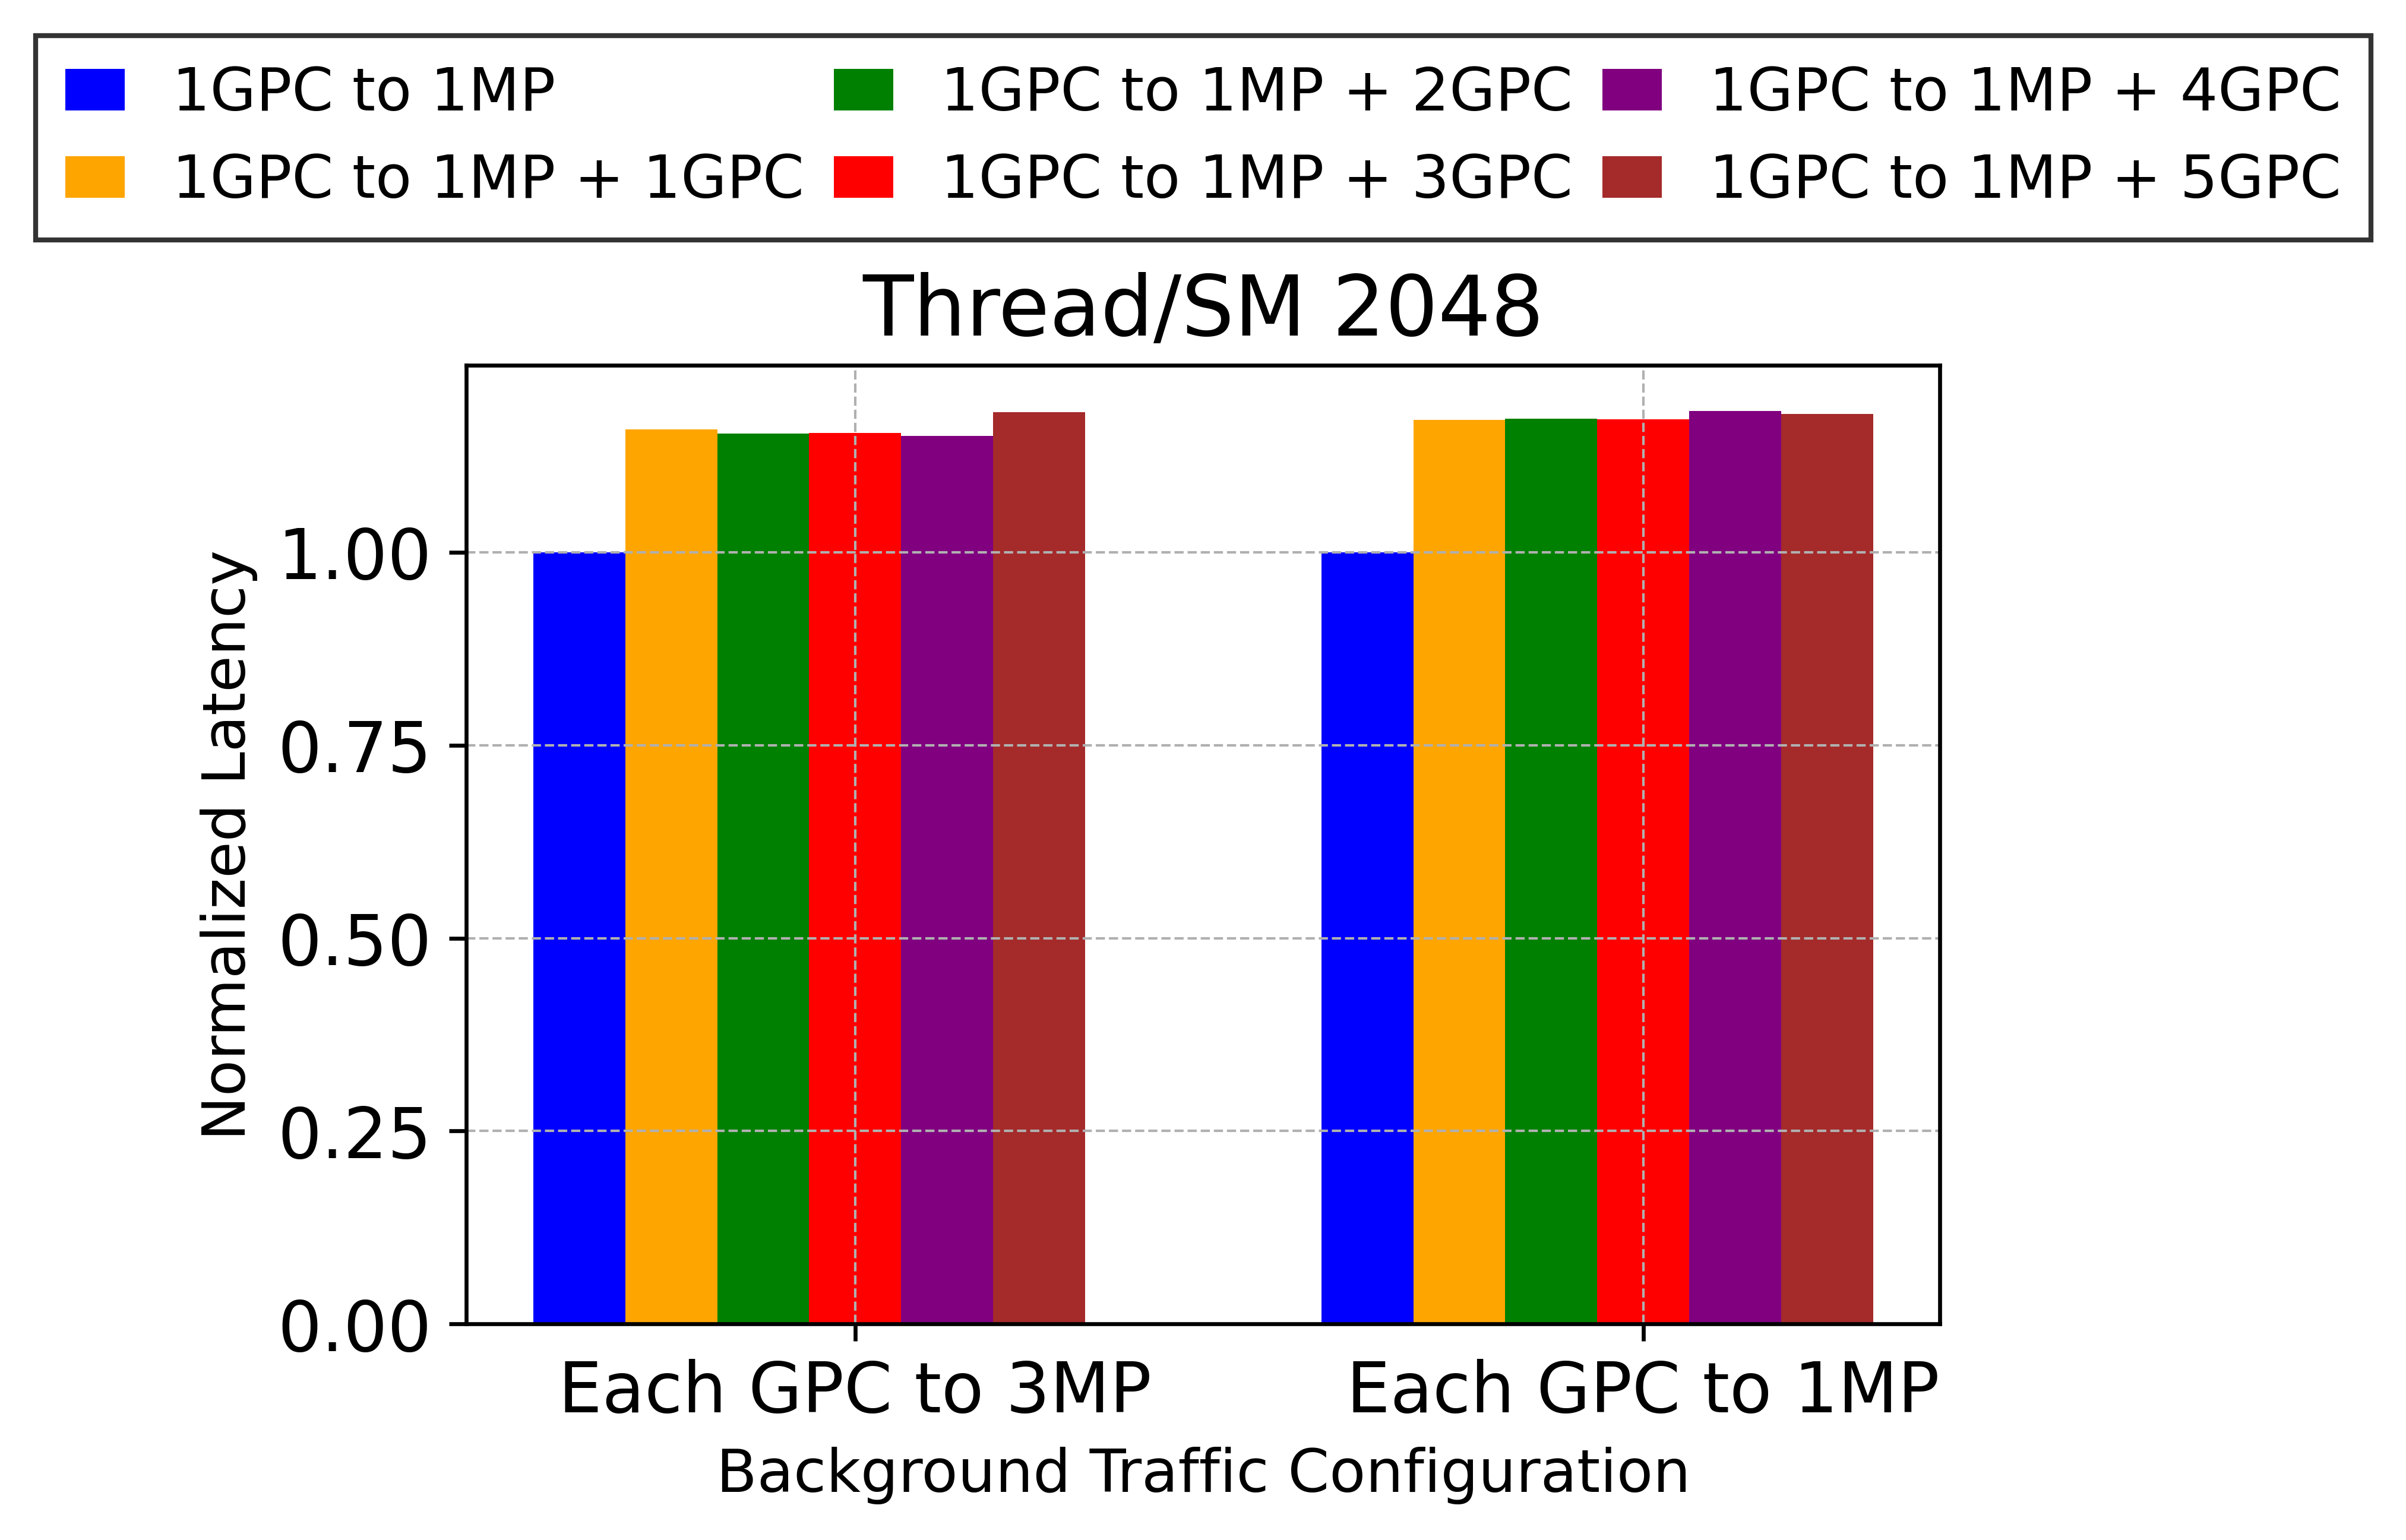 1GPC to 1MP
1GPC to 1MP + 1GPC
1GPC to 1MP + 2GPC
1GPC to 1MP + 3GPC
1GPC to 1MP + 4GPC
1GPC to 1MP + 5GPC
Thread/SM 2048
Normalized Latency
1.00
0.75
0.50
0.25
0.00
Each GPC to 3MP
Each GPC to 1MP
Background Traffic Configuration